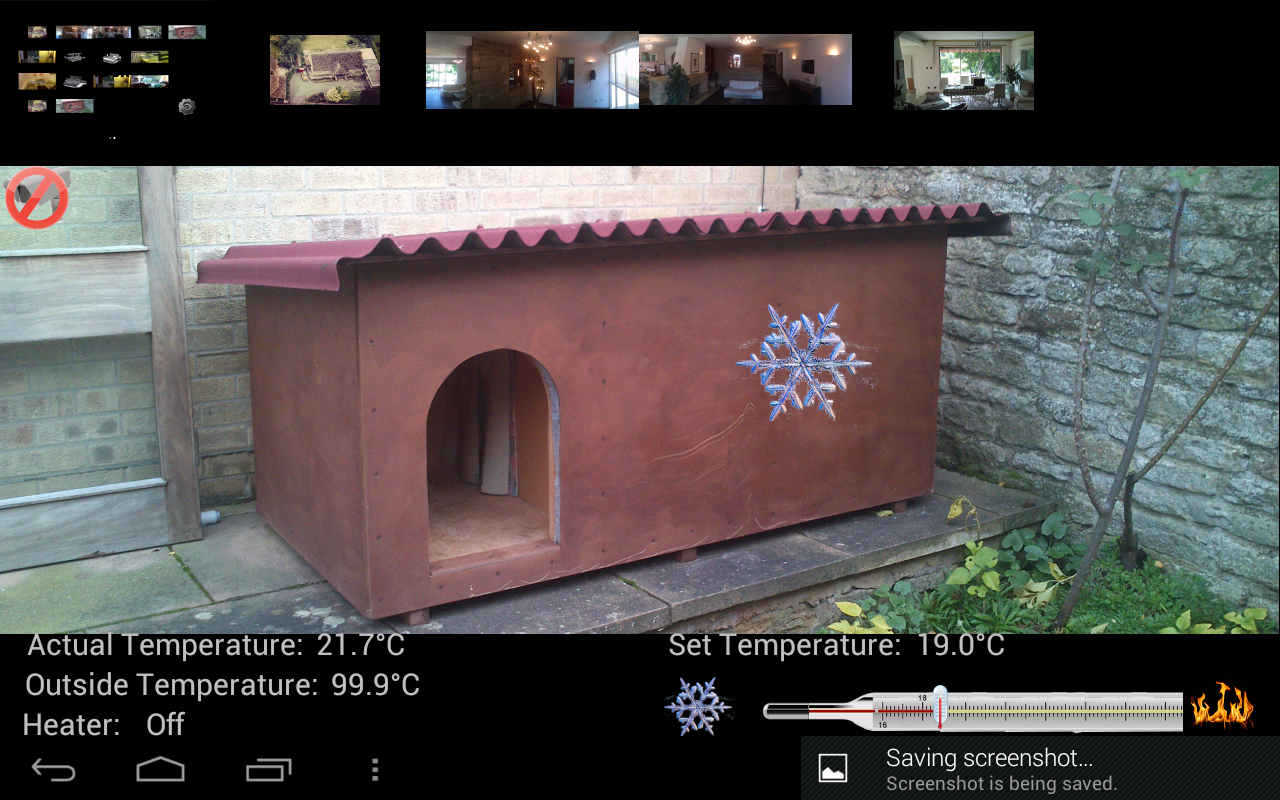 Actual Temperature: 21.7°C
Set Temperature: 19.0°C
Outside Temperature: 99.9°C
18
16
Heater: Off
Saving screenshot...
Screenshot is being saved.